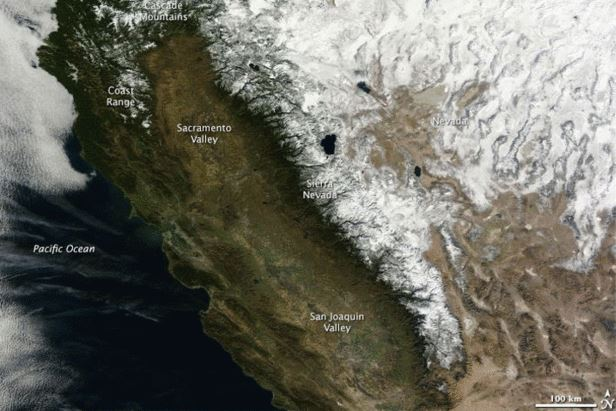 Cascade
Mountains
Coast
Range
Sacramento
Valley
Nevada
Sierra
Nevada
Pacific Ocean
San Joaquin
Valley
100 km
N